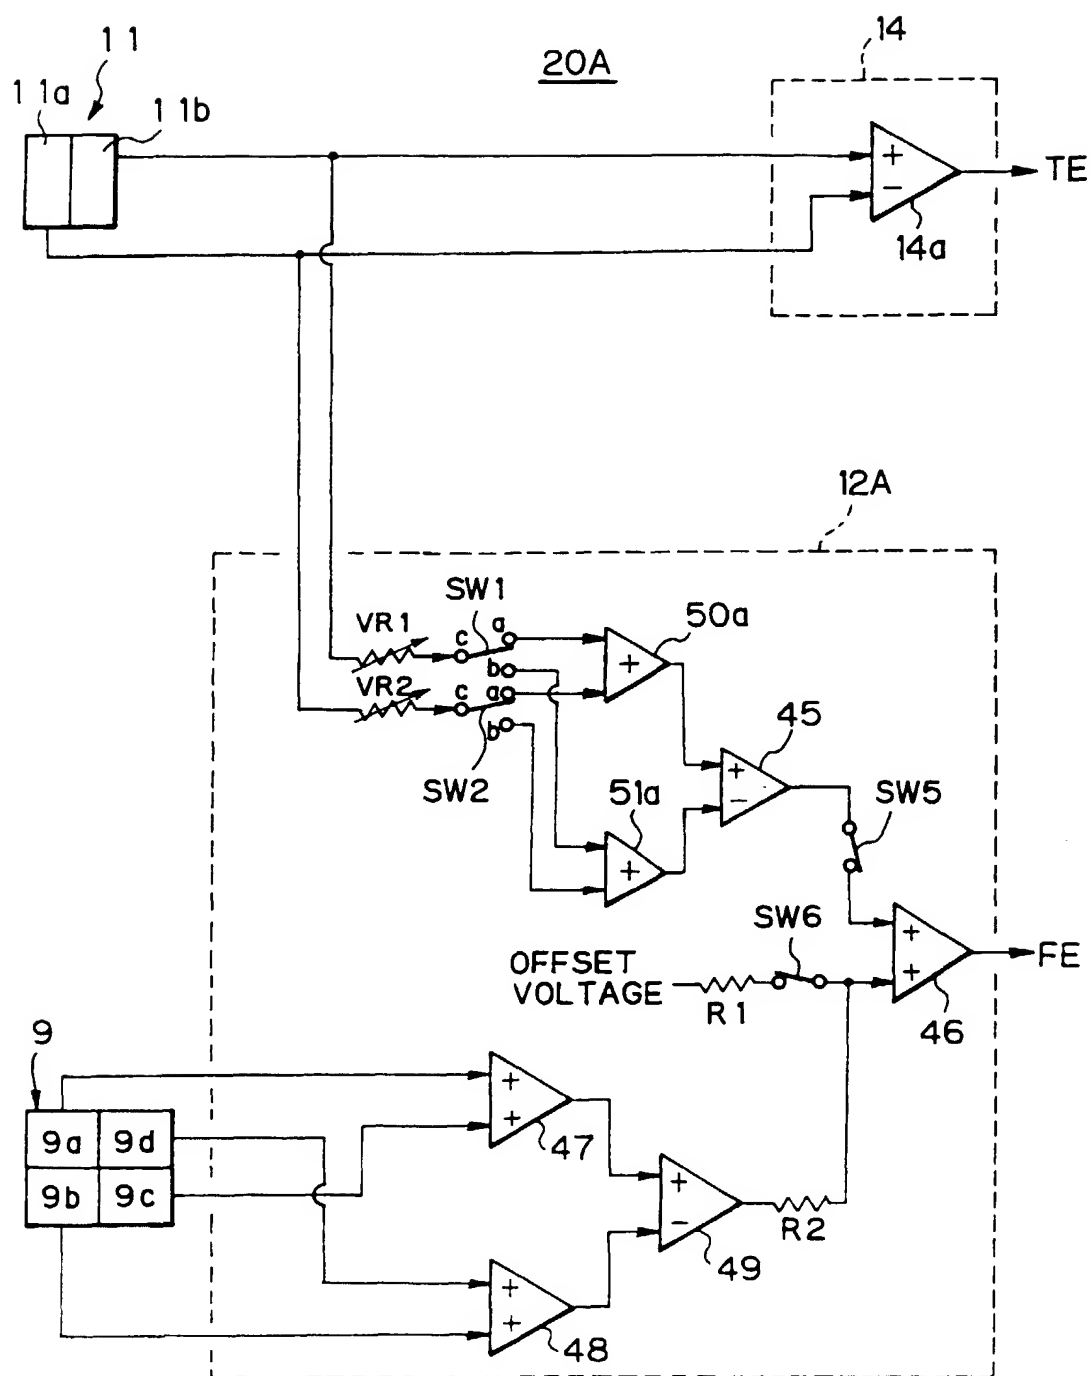 11
20A
14
11a
11b
+
−
TE
14a
12A
SW1
VR1
c
a
b
50a
+
VR2
c
a
b
SW2
45
+
−
51a
+
SW5
SW6
OFFSET
VOLTAGE
R1
+
+
FE
46
9
9a
9d
9b
9c
+
+
47
+
−
49
R2
+
+
48